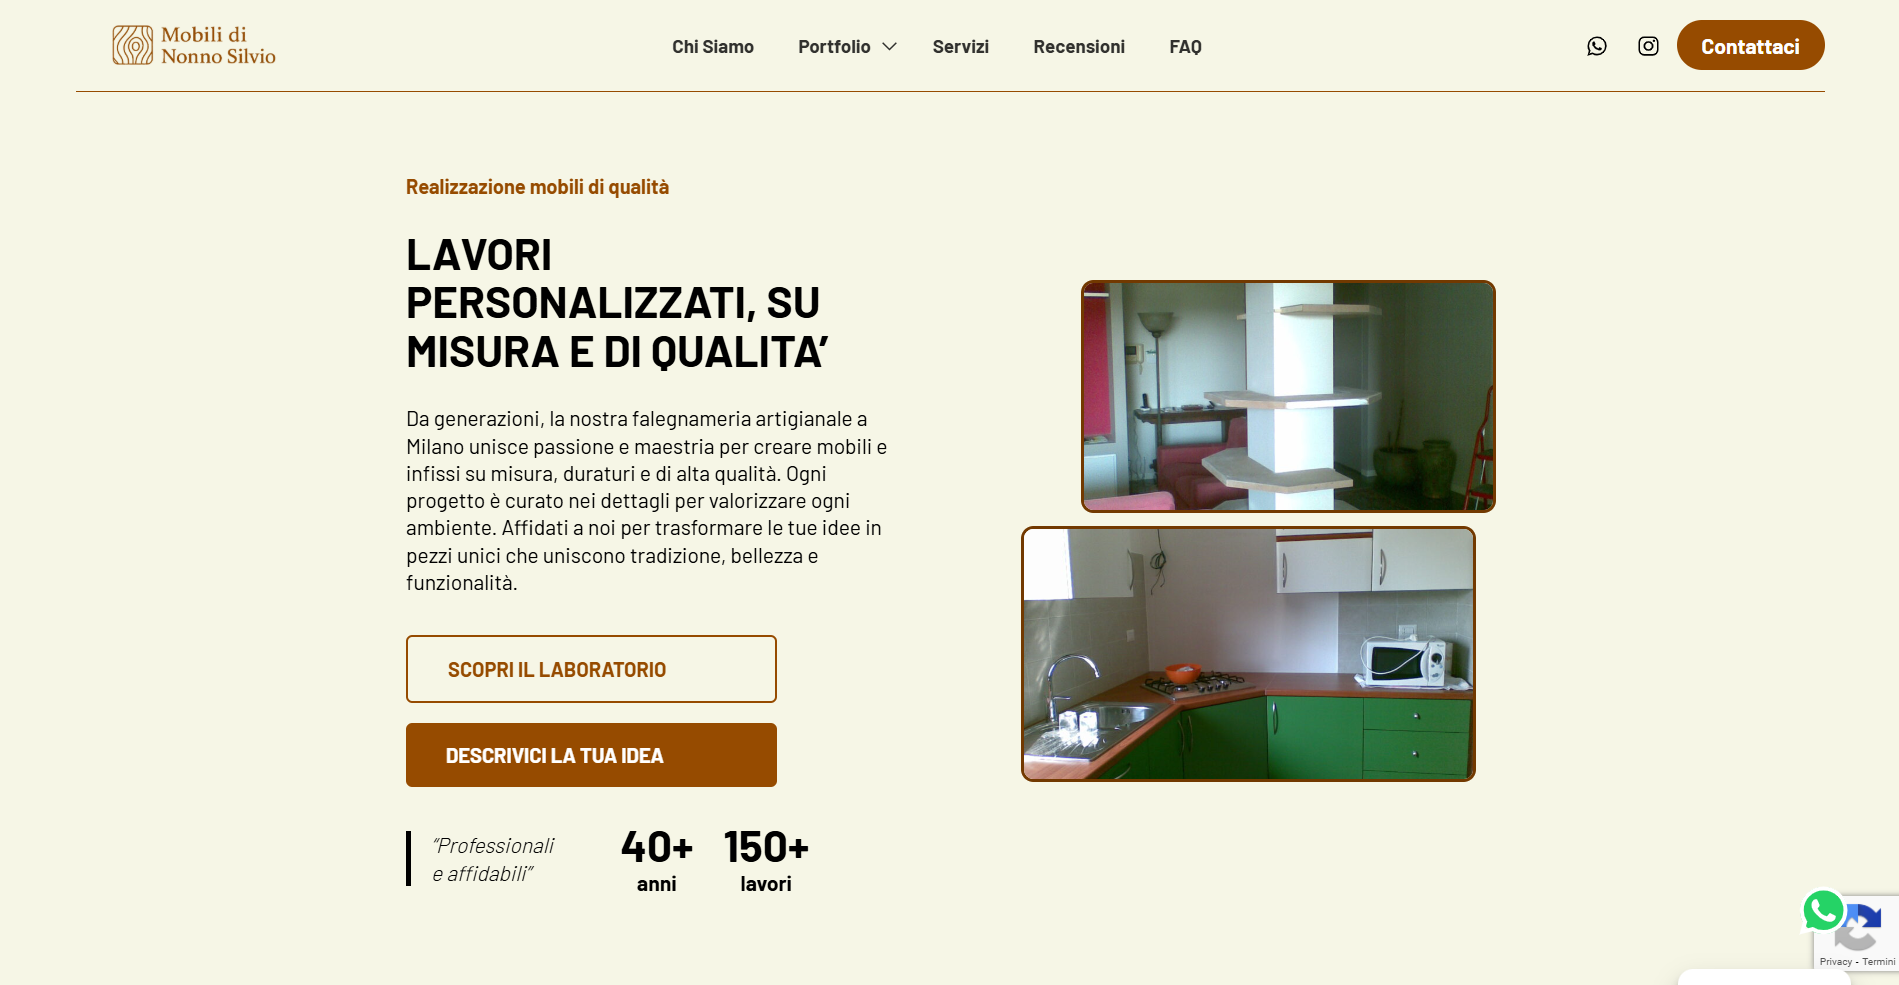 Mobili di
Nonno Silvio
Chi Siamo
Portfolio
Servizi
Recensioni
FAQ
Contattaci
Realizzazione mobili di qualità
LAVORI
PERSONALIZZATI, SU
MISURA E DI QUALITA’
Da generazioni, la nostra falegnameria artigianale a
Milano unisce passione e maestria per creare mobili e
infissi su misura, duraturi e di alta qualità. Ogni
progetto è curato nei dettagli per valorizzare ogni
ambiente. Affidati a noi per trasformare le tue idee in
pezzi unici che uniscono tradizione, bellezza e
funzionalità.
SCOPRI IL LABORATORIO
DESCRIVICI LA TUA IDEA
“Professionali
e affidabili”
40+
anni
150+
lavori
Privacy - Termini